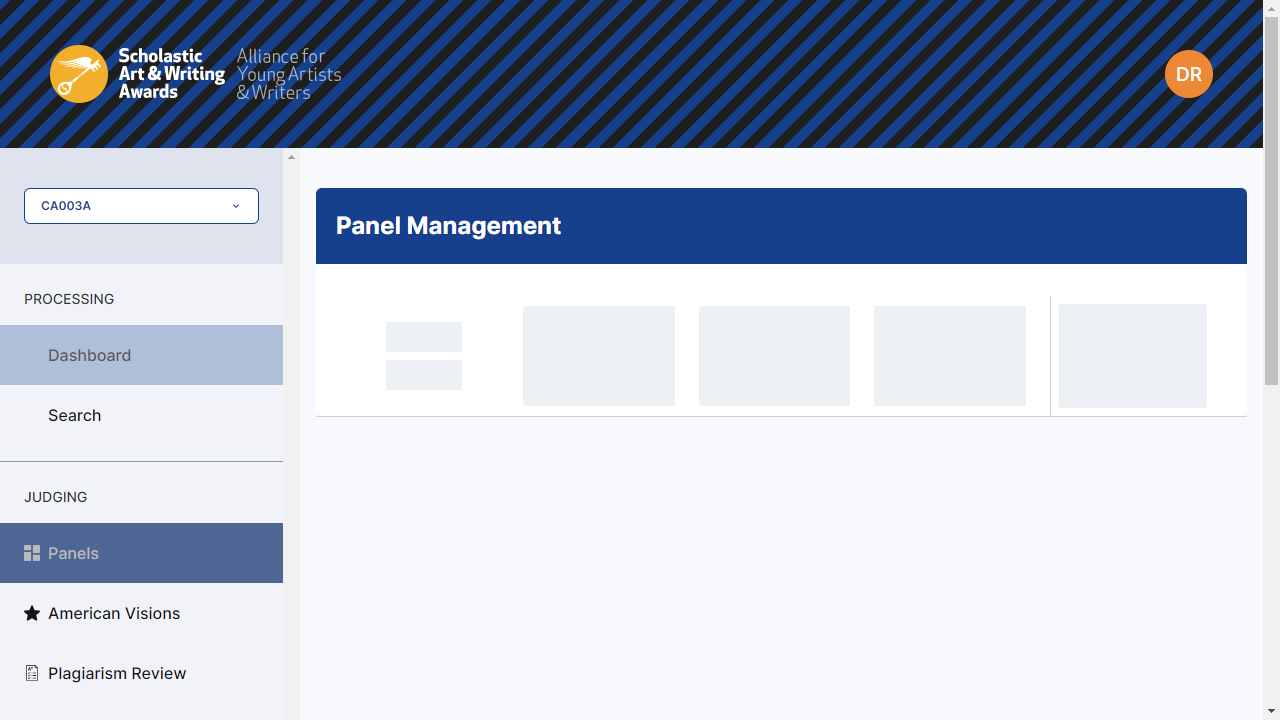 Scholastic
Art & Writing
Awards
Alliance for
Young Artists
& Writers
DR
CA003A
PROCESSING
Dashboard
Search
JUDGING
Panels
American Visions
Plagiarism Review
Panel Management